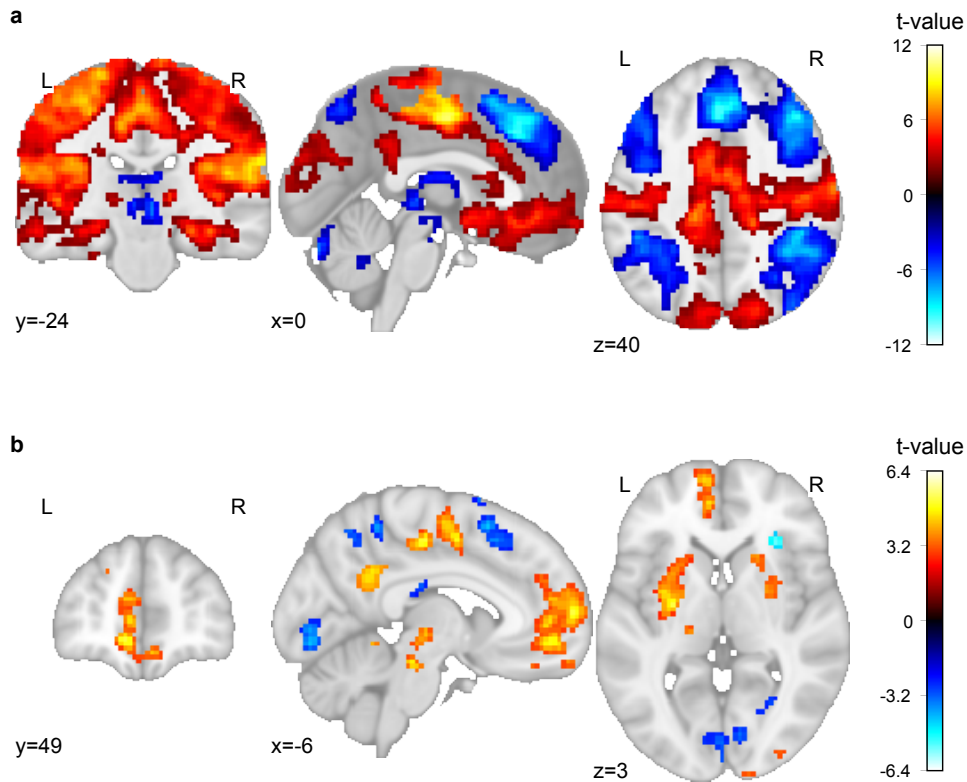 a
t-value
L
R
L
R
12
6
0
-6
-12
y=-24
x=0
z=40
b
t-value
L
R
L
R
6.4
3.2
0
-3.2
-6.4
y=49
x=-6
z=3